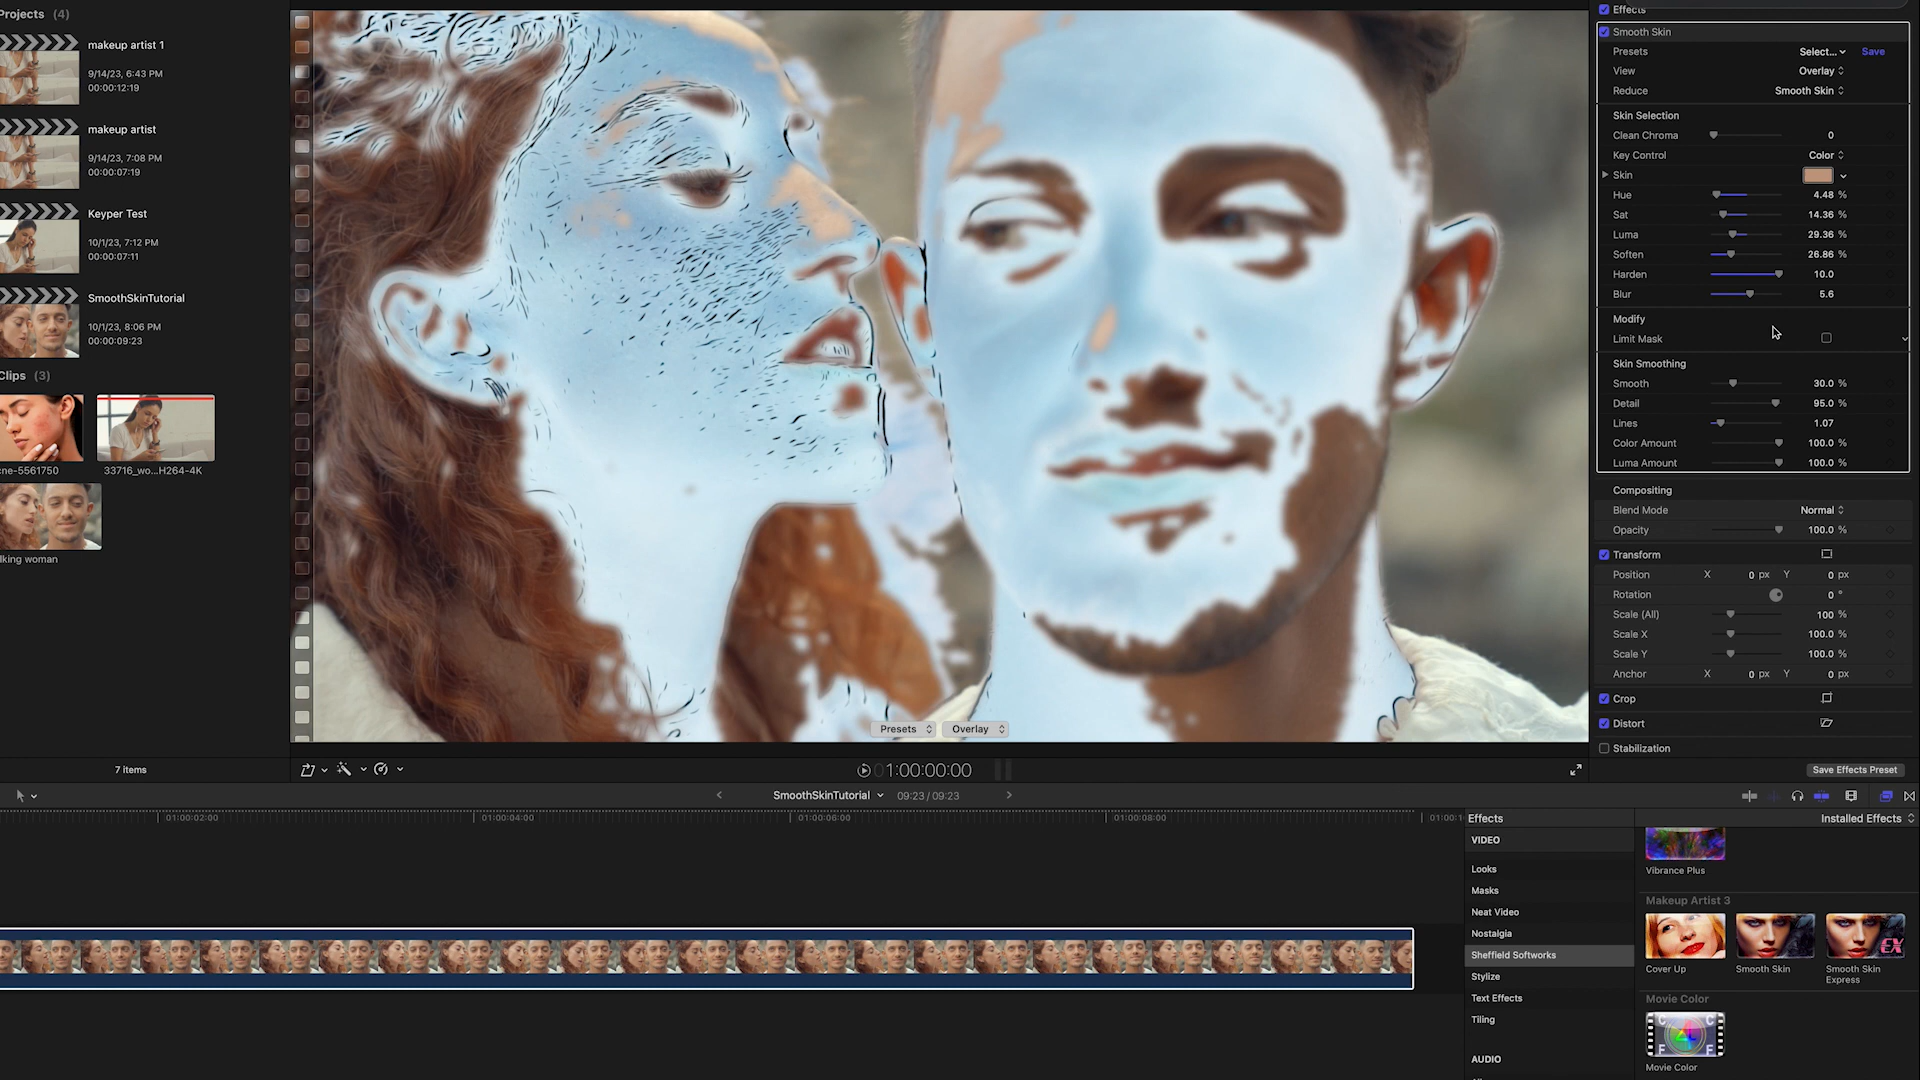 Projects (4)
makeup artist 1
9/14/23, 6:43 PM
00:00:12:19
makeup artist
9/14/23, 7:08 PM
00:00:07:19
Keyper Test
10/1/23, 7:12 PM
00:00:07:11
SmoothSkinTutorial
10/1/23, 8:06 PM
00:00:09:23
Clips (3)
cne-5561750
33716_wo...H264-4K
lking woman
7 items
Presets
Overlay
1:00:00:00
Effects
Smooth Skin
Presets Select... Save
View Overlay
Reduce Smooth Skin
Skin Selection
Clean Chroma 0
Key Control Color
Skin
Hue 4.48 %
Sat 14.36 %
Luma 29.36 %
Soften 26.86 %
Harden 10.0
Blur 5.6
Modify
Limit Mask
Skin Smoothing
Smooth 30.0 %
Detail 95.0 %
Lines 1.07
Color Amount 100.0 %
Luma Amount 100.0 %
Compositing
Blend Mode Normal
Opacity 100.0 %
Transform
Position X 0 px Y 0 px
Rotation 0 °
Scale (All) 100 %
Scale X 100.0 %
Scale Y 100.0 %
Anchor X 0 px Y 0 px
Crop
Distort
Stabilization
Save Effects Preset
SmoothSkinTutorial 09:23 / 09:23
01:00:02:00
01:00:04:00
01:00:06:00
01:00:08:00
01:00:1
Effects
Installed Effects
VIDEO
Looks
Masks
Neat Video
Nostalgia
Sheffield Softworks
Stylize
Text Effects
Tiling
AUDIO
Vibrance Plus
Makeup Artist 3
EX
Cover Up
Smooth Skin
Smooth Skin
Express
Movie Color
C C
F F
Movie Color